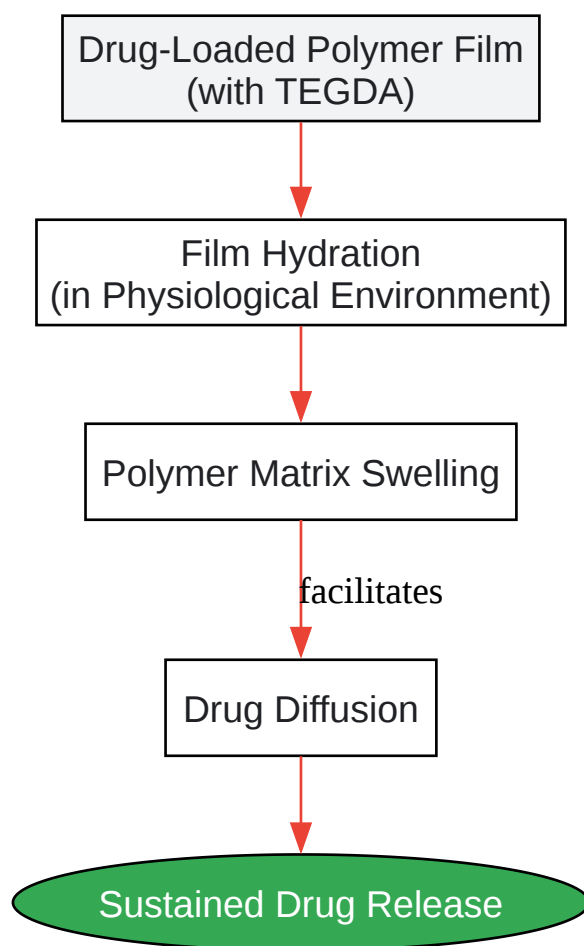 Drug-Loaded Polymer Film
(with TEGDA)
Film Hydration
(in Physiological Environment)
Polymer Matrix Swelling
facilitates
Drug Diffusion
Sustained Drug Release